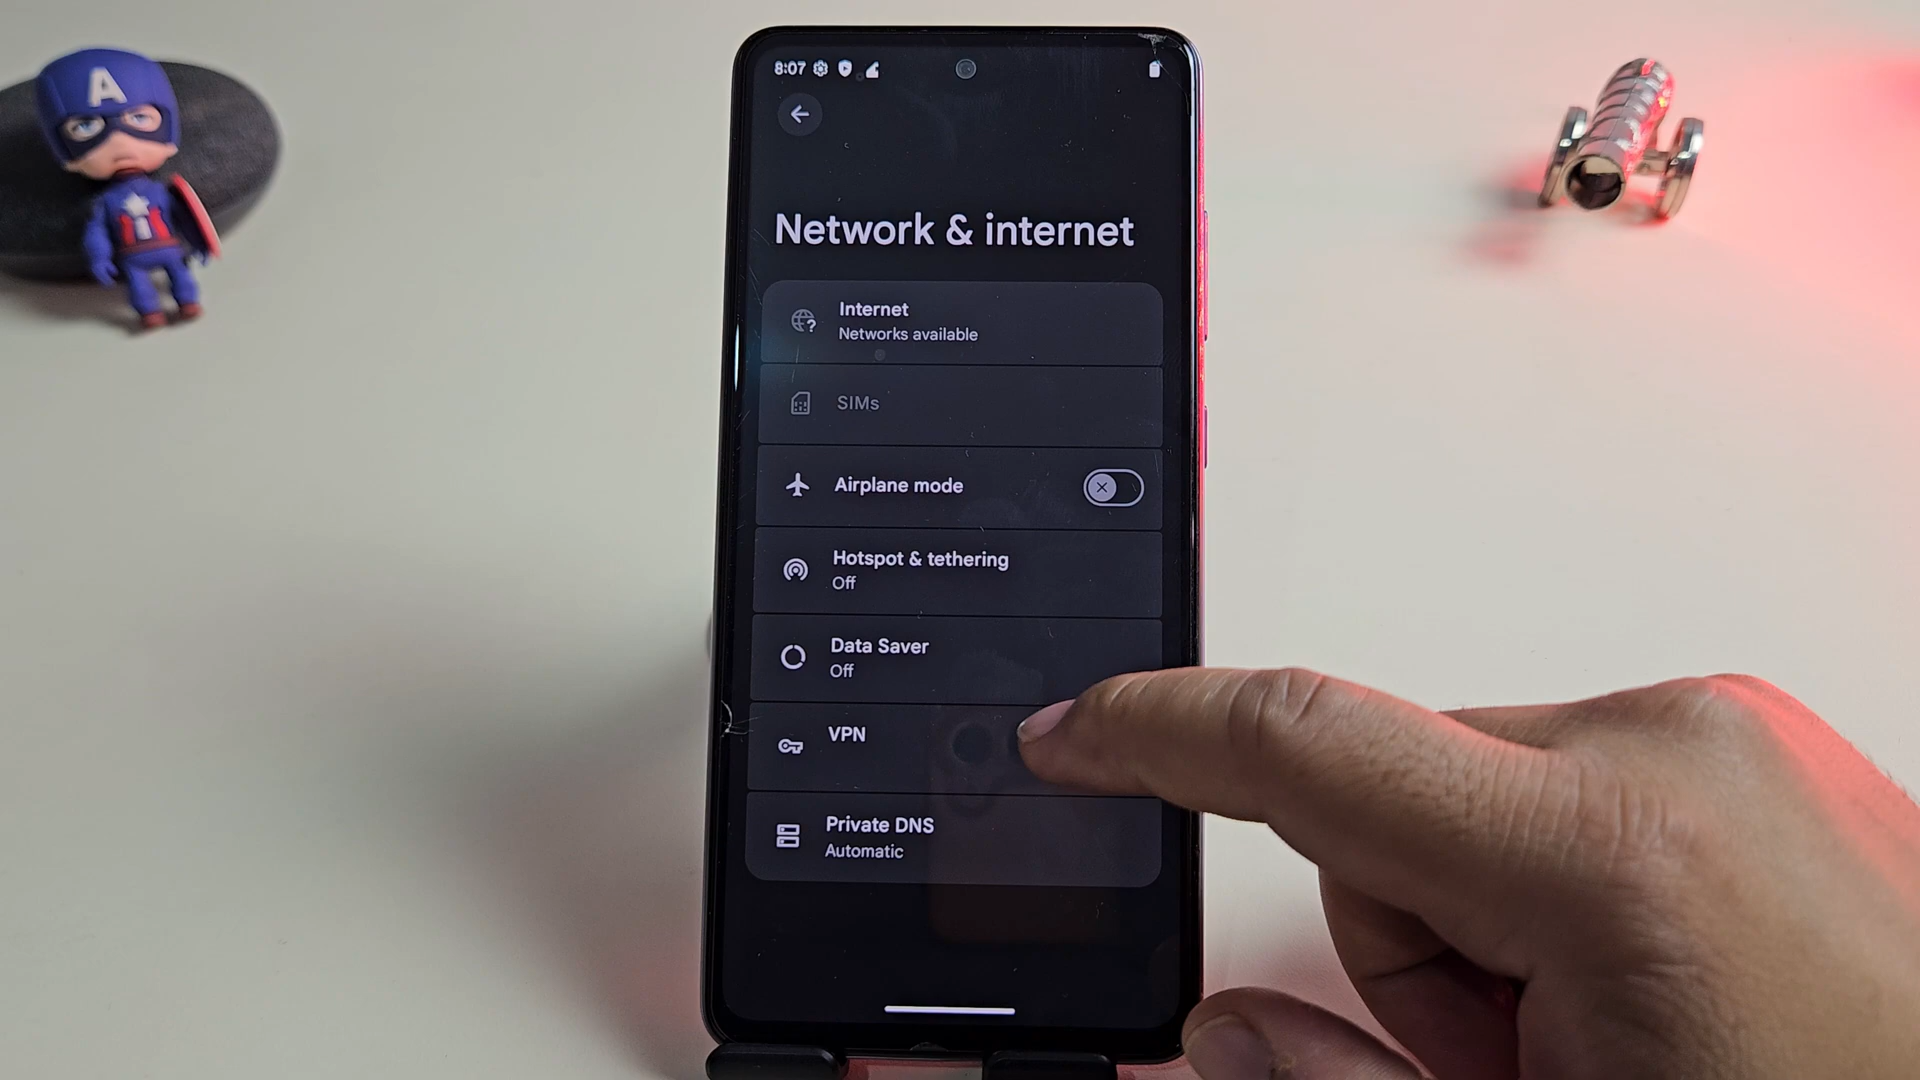 A
8:07
Network & internet
Internet
Networks available
SIMs
Airplane mode
Hotspot & tethering
Off
Data Saver
Off
VPN
Private DNS
Automatic